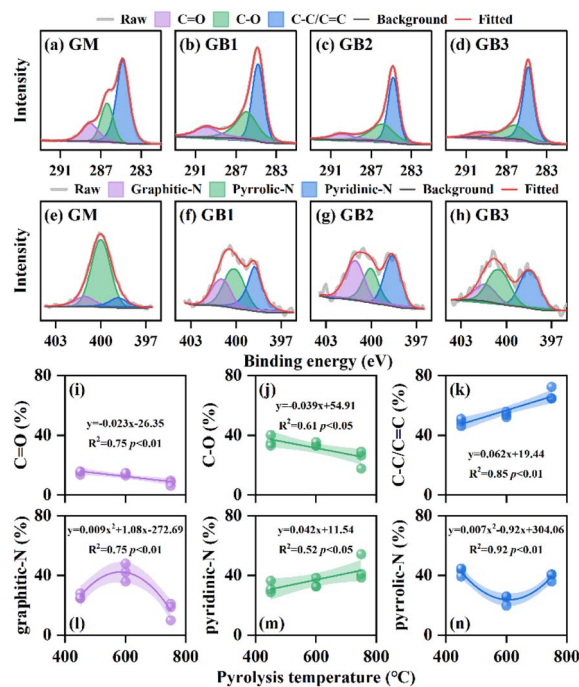 Raw C=O C-O C-C/C=C Background Fitted
(a) GM (b) GB1 (c) GB2 (d) GB3
Intensity
291 287 283 291 287 283 291 287 283 291 287 283
Raw Graphitic-N Pyrrolic-N Pyridinic-N Background Fitted
(e) GM (f) GB1 (g) GB2 (h) GB3
Intensity
403 400 397 403 400 397 403 400 397 403 400 397
Binding energy (eV)
80 (i) 80 (j) 80 (k)
y=-0.023x+26.35 y=-0.039x+54.91
R²=0.75 p<0.01 R²=0.61 p<0.05
C=O (%) C-O (%) C-C/C=C (%)
40 40 40
y=0.062x+19.44
R²=0.85 p<0.01
0 0 0
80 80 80
y=0.009x²+1.08x-272.69 y=0.042x+11.54 y=0.007x²-0.92x+304.06
R²=0.75 p<0.01 R²=0.52 p<0.05 R²=0.92 p<0.01
graphitic-N (%) pyridinic-N (%) pyrrolic-N (%)
40 40 40
(l) (m) (n)
0 0 0
400 600 800 400 600 800 400 600 800
Pyrolysis temperature (°C)